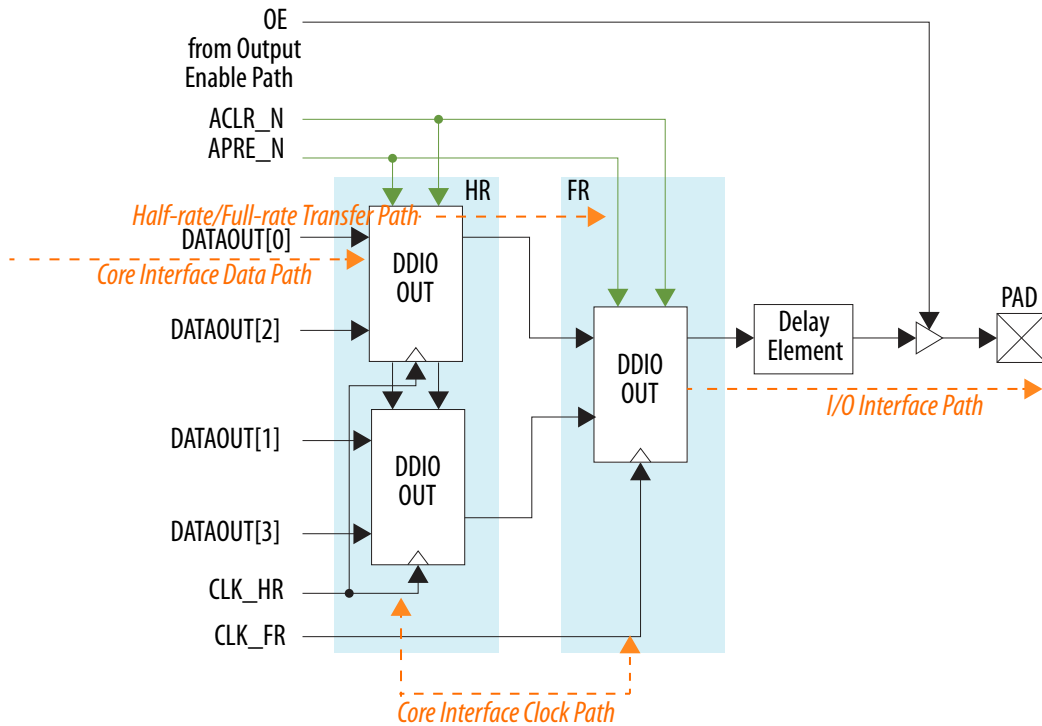 OE
from Output
Enable Path
ACLR_N
APRE_N
HR
FR
Half-rate/Full-rate Transfer Path
DATAOUT[0]
Core Interface Data Path
DDIO
OUT
DATAOUT[2]
PAD
Delay
Element
DDIO
OUT
I/O Interface Path
DATAOUT[1]
DDIO
OUT
DATAOUT[3]
CLK_HR
CLK_FR
Core Interface Clock Path